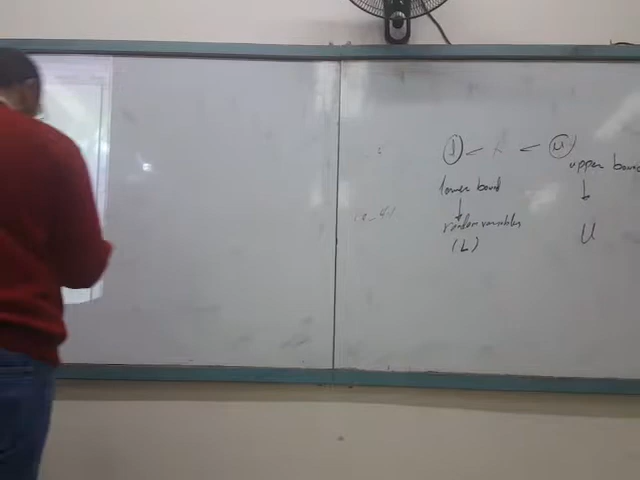 l < < u
lower bound
upper bound
random variables
(L)
U